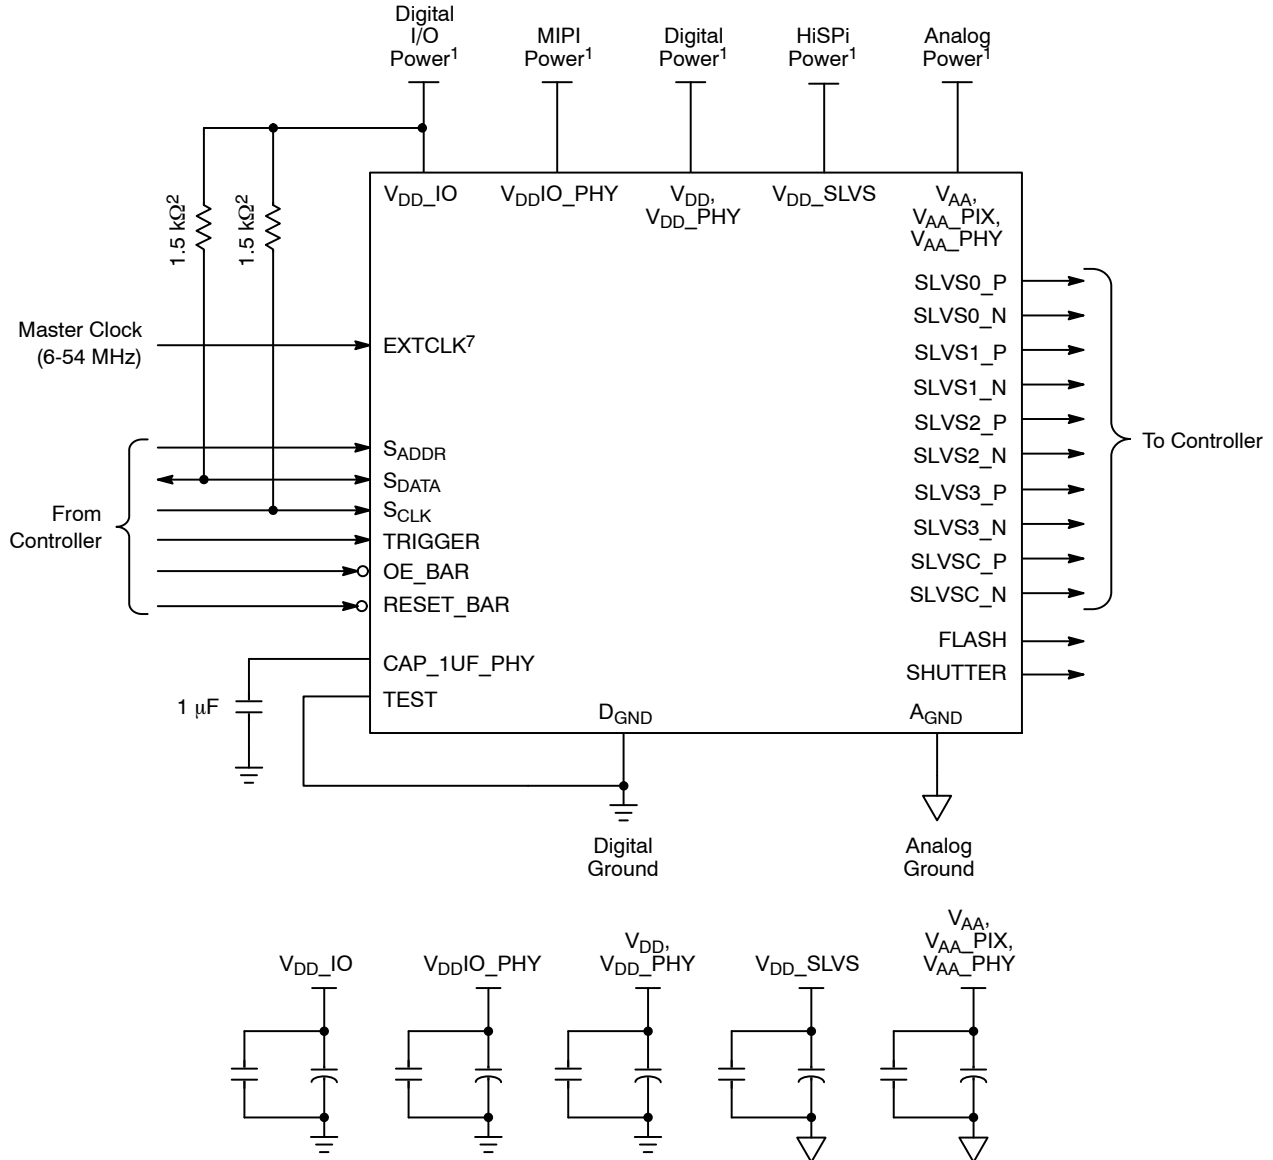 Digital
I/O
Power1
MIPI
Power1
Digital
Power1
HiSPi
Power1
Analog
Power1
VDD_IO
VDDIO_PHY
VDD,
VDD_PHY
VDD_SLVS
VAA,
VAA_PIX,
VAA_PHY
1.5 kΩ2
1.5 kΩ2
Master Clock
(6-54 MHz)
EXTCLK7
From
Controller
SADDR
SDATA
SCLK
TRIGGER
OE_BAR
RESET_BAR
CAP_1UF_PHY
TEST
1 μF
SLVS0_P
SLVS0_N
SLVS1_P
SLVS1_N
SLVS2_P
SLVS2_N
SLVS3_P
SLVS3_N
SLVSC_P
SLVSC_N
To Controller
FLASH
SHUTTER
DGND
AGND
Digital
Ground
Analog
Ground
VDD_IO
VDDIO_PHY
VDD,
VDD_PHY
VDD_SLVS
VAA,
VAA_PIX,
VAA_PHY